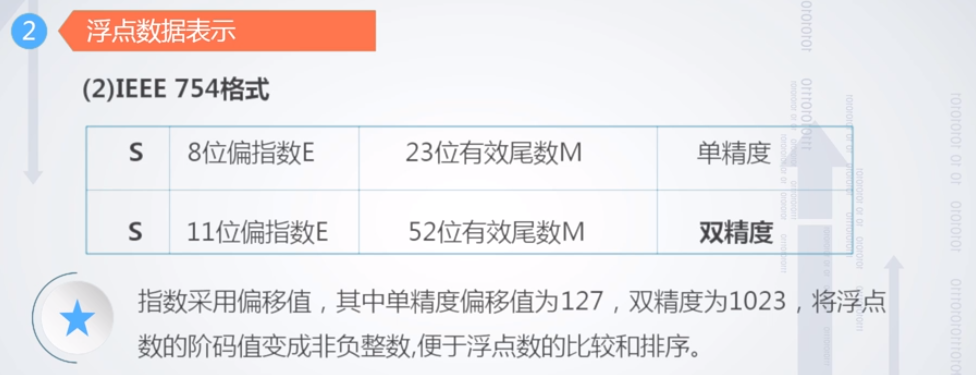 2 浮点数据表示
(2)IEEE 754格式
S 8位偏指数E 23位有效尾数M 单精度
S 11位偏指数E 52位有效尾数M 双精度
指数采用偏移值，其中单精度偏移值为127，双精度为1023，将浮点
数的阶码值变成非负整数,便于浮点数的比较和排序。